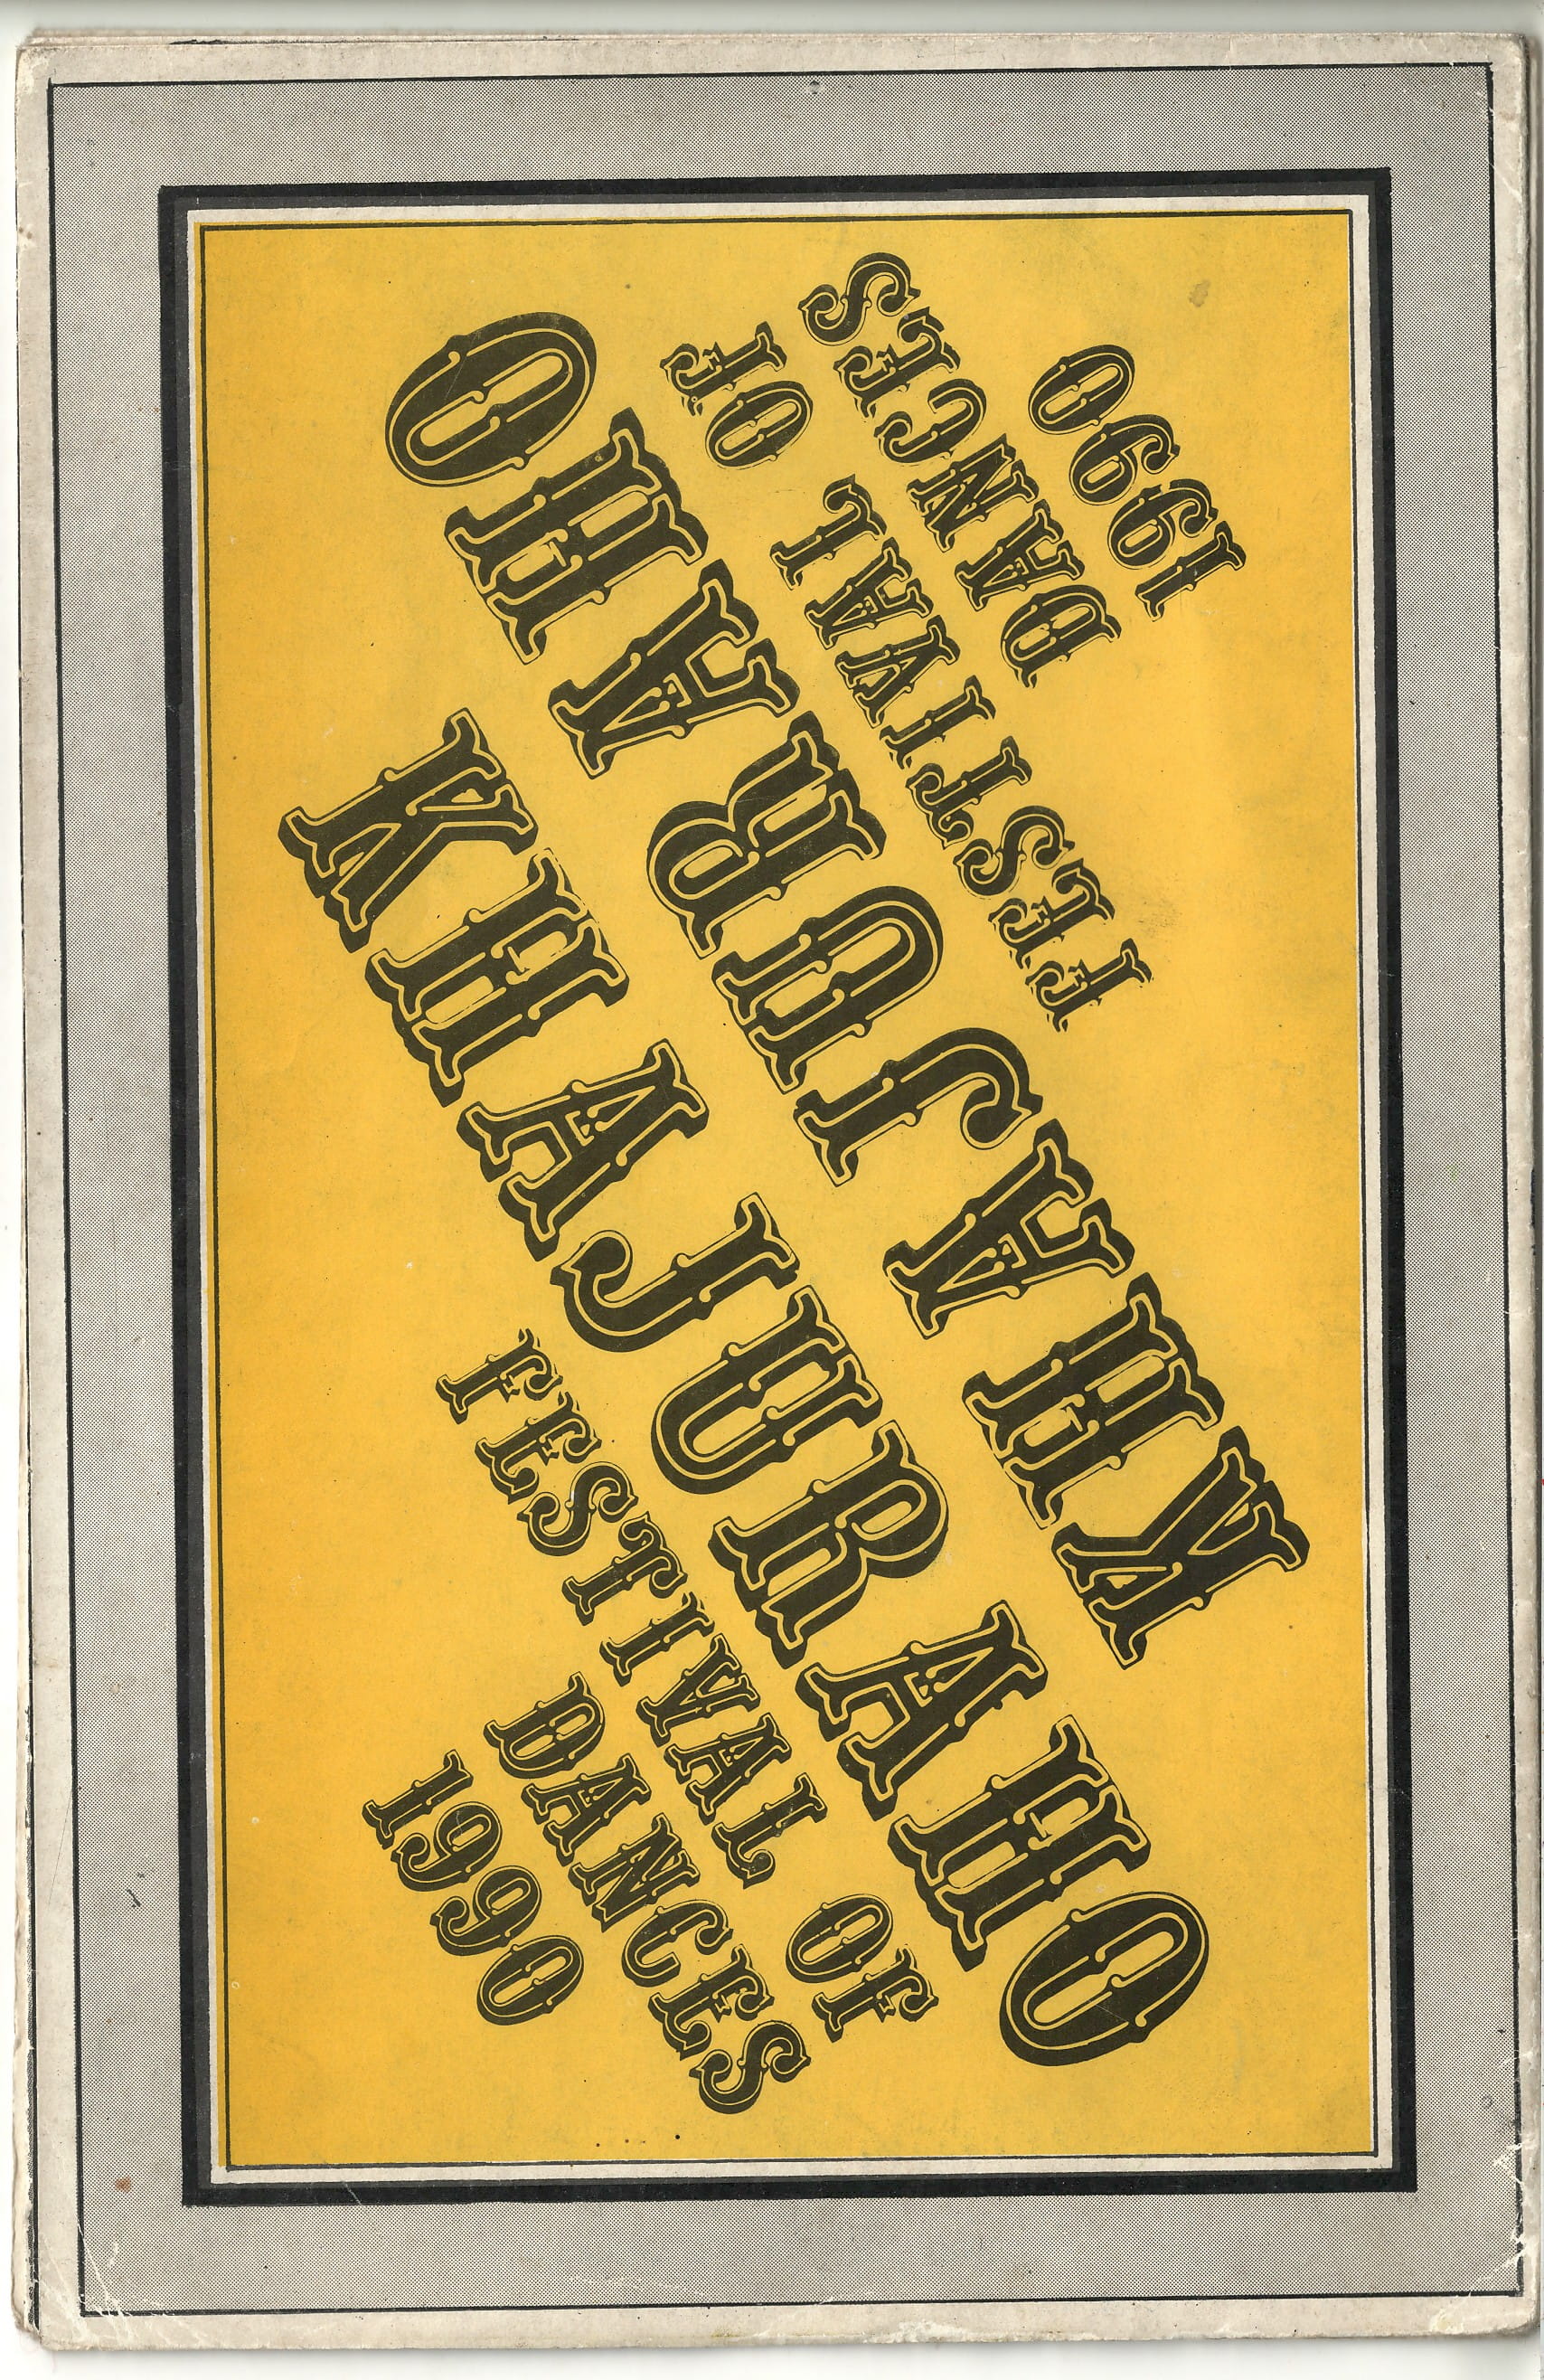 KHAJURAHO
FESTIVAL OF
DANCES
1990
KHAJURAHO
FESTIVAL OF
DANCES
1990